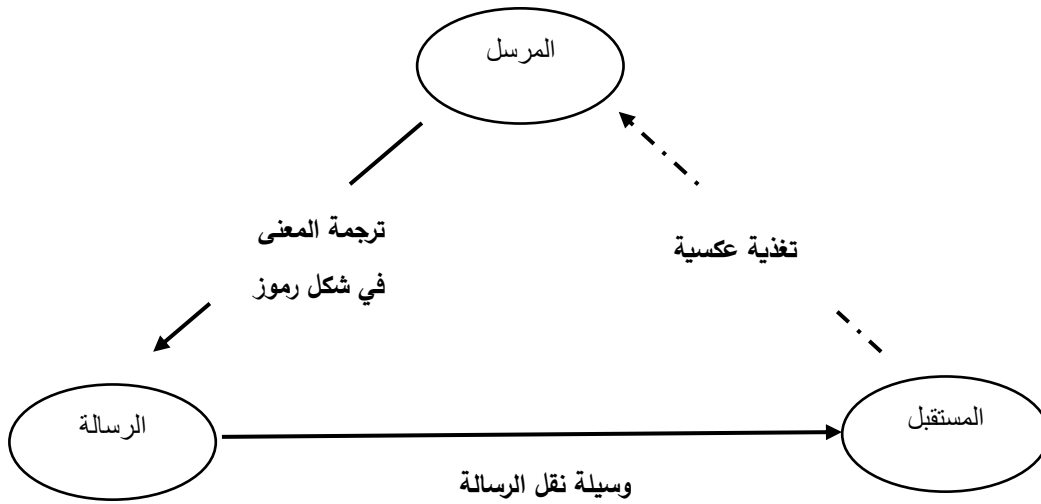 المرسل
ترجمة المعنى
في شكل رموز
تغذية عكسية
الرسالة
المستقبل
وسيلة نقل الرسالة